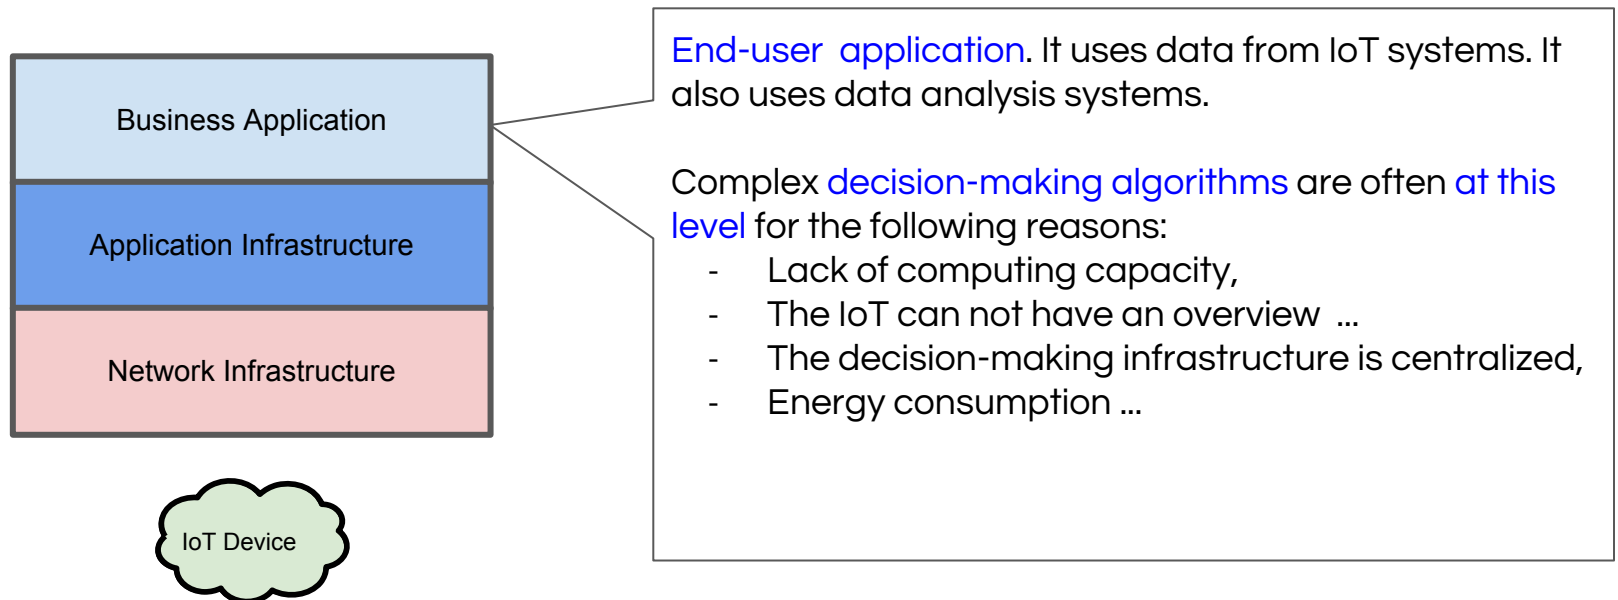 Business Application
Application Infrastructure
Network Infrastructure
IoT Device
End-user  application. It uses data from IoT systems. It
also uses data analysis systems.
Complex decision-making algorithms are often at this
level for the following reasons:
- Lack of computing capacity,
- The IoT can not have an overview  ...
- The decision-making infrastructure is centralized,
- Energy consumption ...